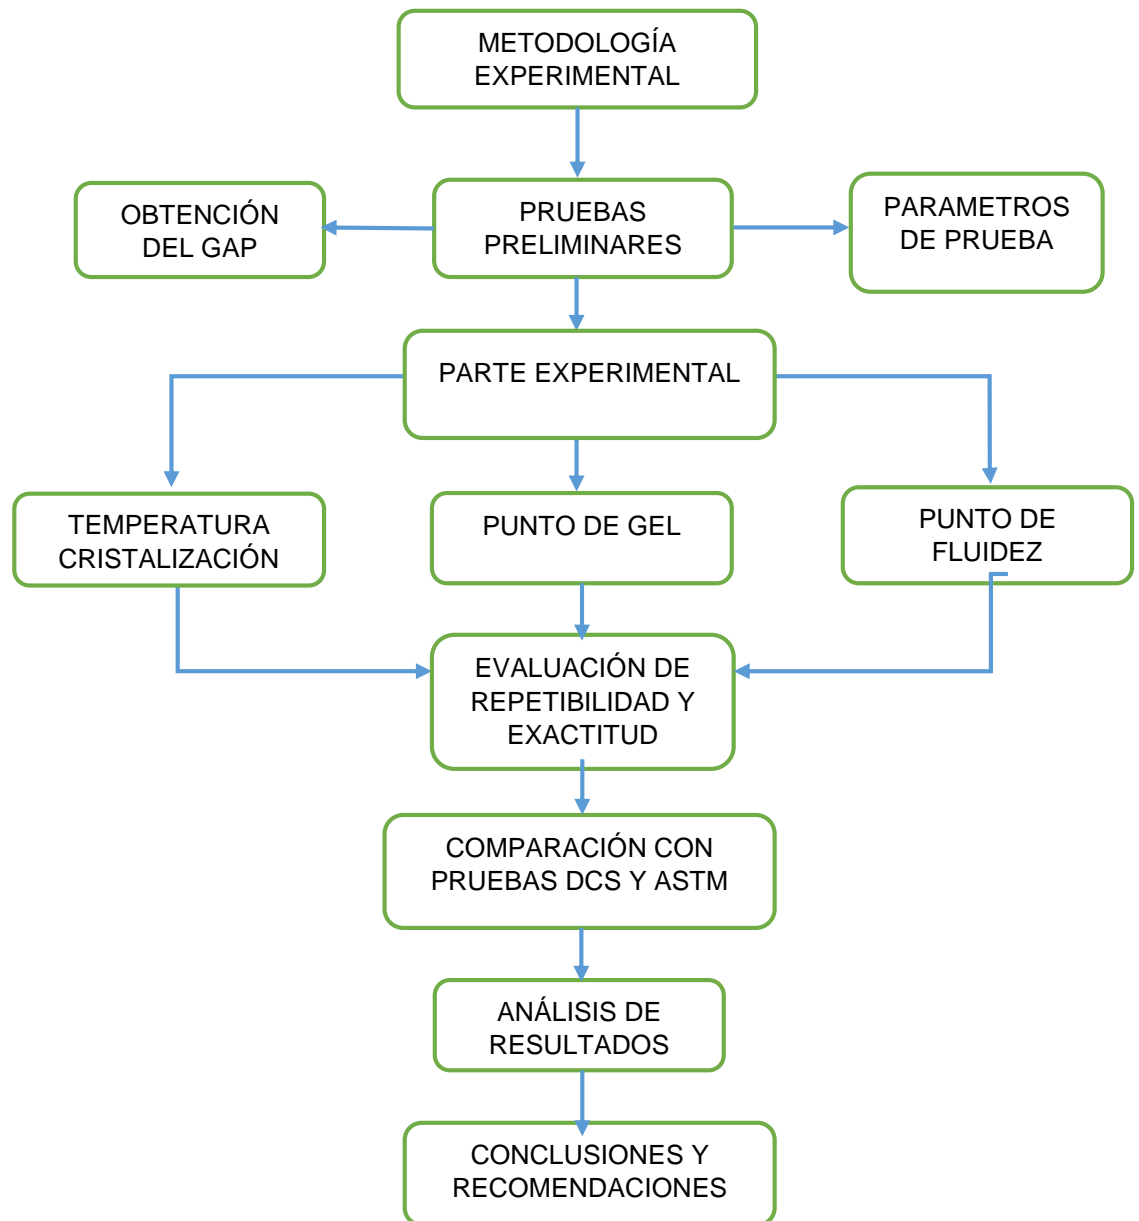 METODOLOGÍA
EXPERIMENTAL
OBTENCIÓN
DEL GAP
PRUEBAS
PRELIMINARES
PARAMETROS
DE PRUEBA
PARTE EXPERIMENTAL
TEMPERATURA
CRISTALIZACIÓN
PUNTO DE GEL
PUNTO DE
FLUIDEZ
EVALUACIÓN DE
REPETIBILIDAD Y
EXACTITUD
COMPARACIÓN CON
PRUEBAS DCS Y ASTM
ANÁLISIS DE
RESULTADOS
CONCLUSIONES Y
RECOMENDACIONES